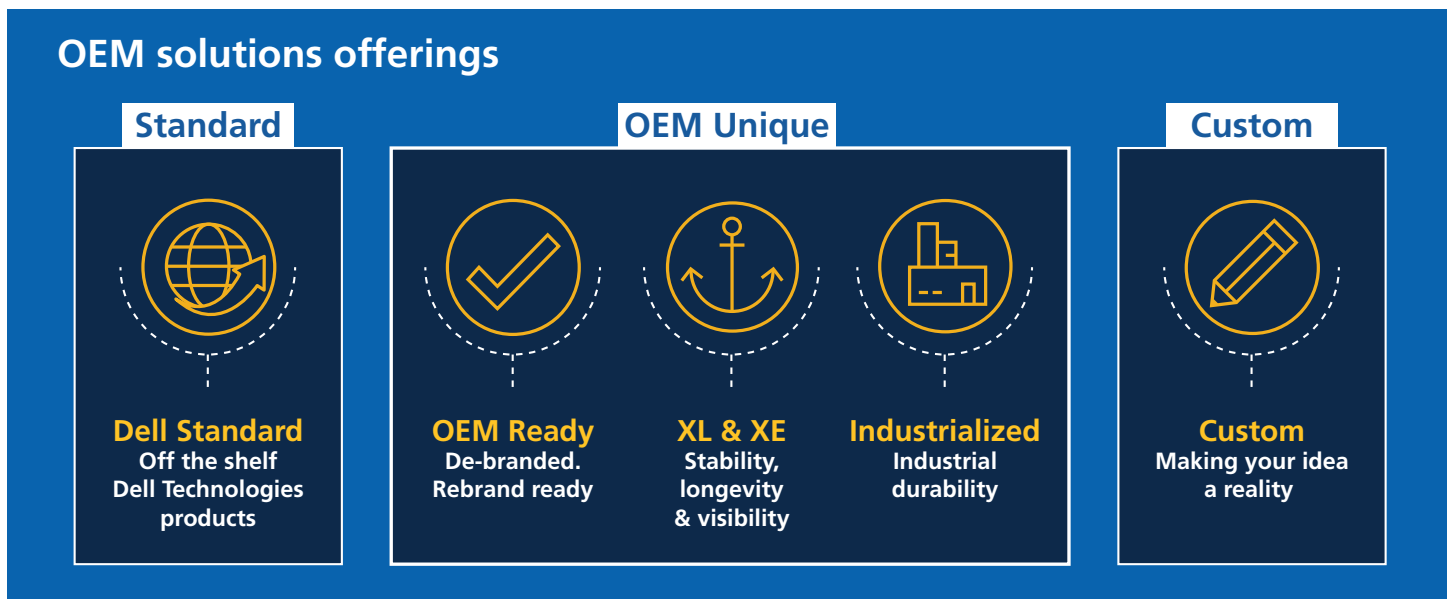 OEM solutions offerings
Standard
Dell Standard
Off the shelf
Dell Technologies
products
OEM Unique
OEM Ready
De-branded.
Rebrand ready
XL & XE
Stability,
longevity
& visibility
Industrialized
Industrial
durability
Custom
Custom
Making your idea
a reality